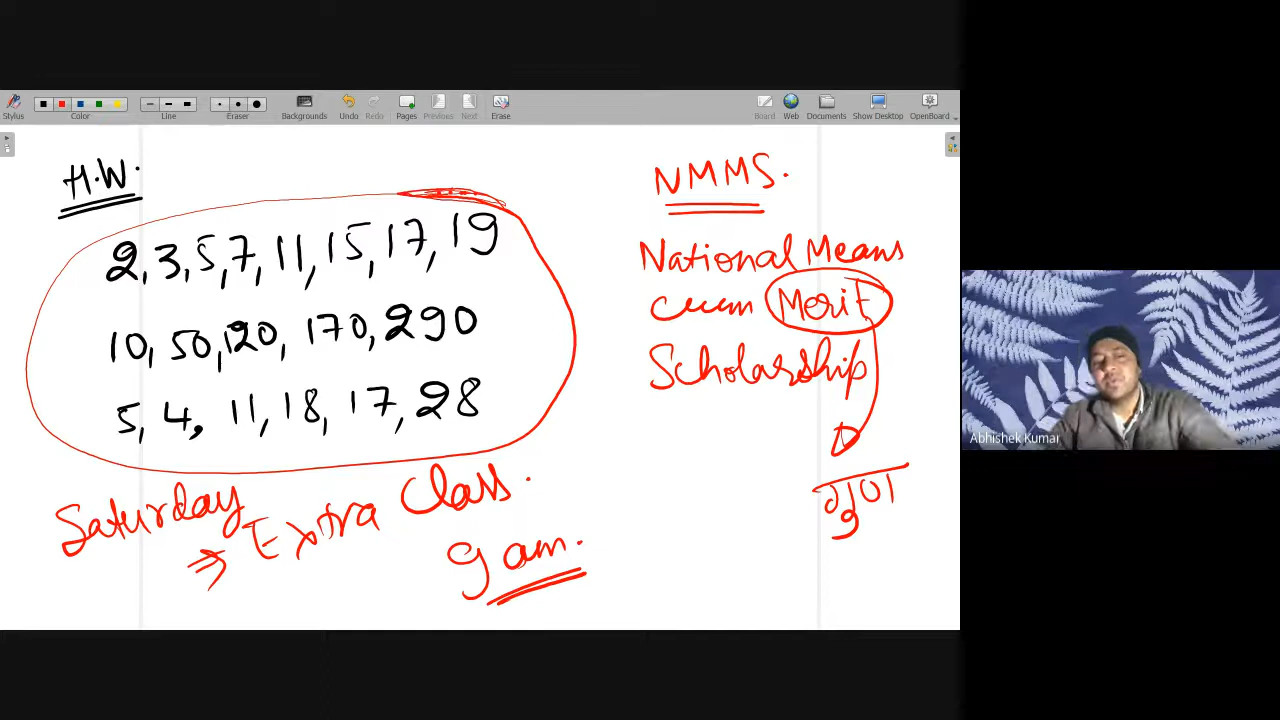 Stylus
Color
Line
Eraser
Backgrounds
Undo
Redo
Pages
Previous
Next
Erase
Board
Web
Documents
Show Desktop
OpenBoard
H.W.
2, 3, 5, 7, 11, 15, 17, 19
10, 50, 120, 170, 290
5, 4, 11, 18, 17, 28
Saturday
⇒ Extra Class.
9 am.
NMMS.
National Means
cum Merit
Scholarship
गुण
Abhishek Kumar